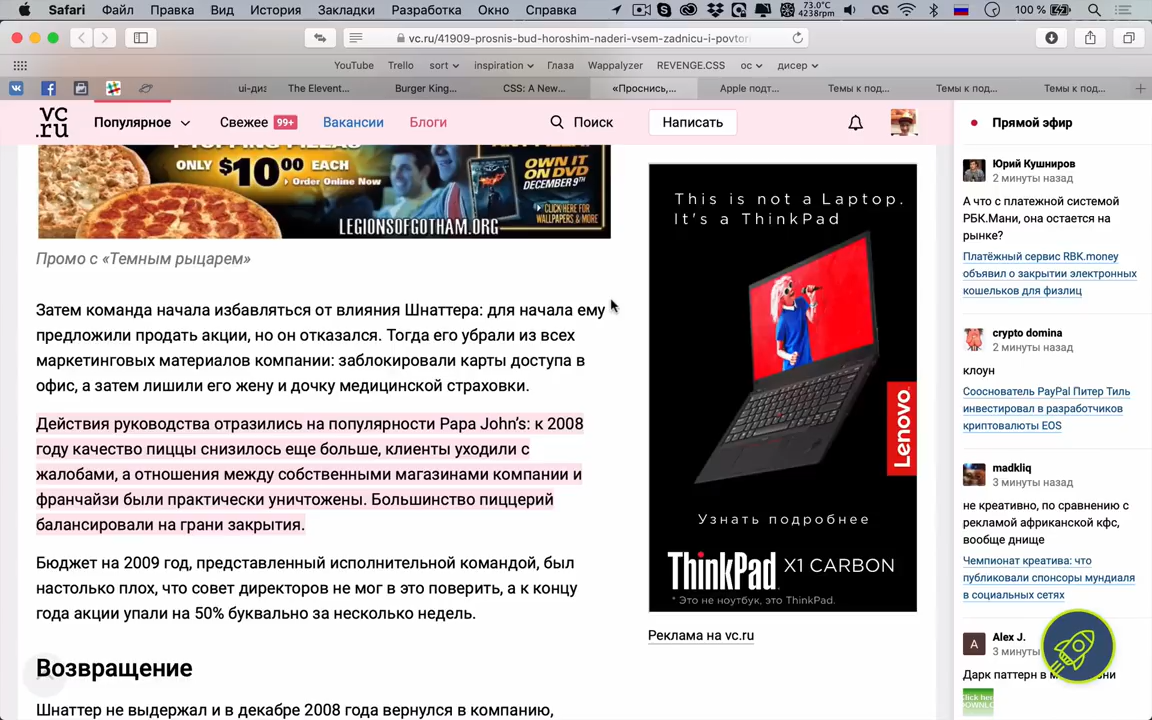 Safari Файл Правка Вид История Закладки Разработка Окно Справка 73.0°C 4238rpm 100 %
vc.ru/41909-prosnis-bud-horoshim-naderi-vsem-zadnicu-i-povtor
YouTube Trello sort inspiration Глаза Wappalyzer REVENGE.CSS ос дисер
ui-диз The Elevent... Burger King... CSS: A New... «Проснись,... Apple подт... Темы к под... Темы к под... Темы к под...
vc.ru Популярное Свежее 99+ Вакансии Блоги Поиск Написать
ONLY $10.00 EACH
Order Online Now
OWN IT ON DVD DECEMBER 9TH
CLICK HERE FOR WALLPAPERS & MORE
LEGIONSOFGOTHAM.ORG
Промо с «Темным рыцарем»
Затем команда начала избавляться от влияния Шнаттера: для начала ему
предложили продать акции, но он отказался. Тогда его убрали из всех
маркетинговых материалов компании: заблокировали карты доступа в
офис, а затем лишили его жену и дочку медицинской страховки.
Действия руководства отразились на популярности Papa John’s: к 2008
году качество пиццы снизилось еще больше, клиенты уходили с
жалобами, а отношения между собственными магазинами компании и
франчайзи были практически уничтожены. Большинство пиццерий
балансировали на грани закрытия.
Бюджет на 2009 год, представленный исполнительной командой, был
настолько плох, что совет директоров не мог в это поверить, а к концу
года акции упали на 50% буквально за несколько недель.
Возвращение
Шнаттер не выдержал и в декабре 2008 года вернулся в компанию,
This is not a Laptop.
It's a ThinkPad
Lenovo
Узнать подробнее
ThinkPad X1 CARBON
* Это не ноутбук, это ThinkPad.
Реклама на vc.ru
Прямой эфир
Юрий Кушниров
2 минуты назад
А что с платежной системой
РБК.Мани, она остается на
рынке?
Платёжный сервис RBK.money
объявил о закрытии электронных
кошельков для физлиц
crypto domina
2 минуты назад
клоун
Сооснователь PayPal Питер Тиль
инвестировал в разработчиков
криптовалюты EOS
madkliq
3 минуты назад
не креативно, по сравнению с
рекламой африканской кфс,
вообще днище
Чемпионат креатива: что
публиковали спонсоры мундиаля
в социальных сетях
A Alex J.
3 минуты
Дарк паттерн в